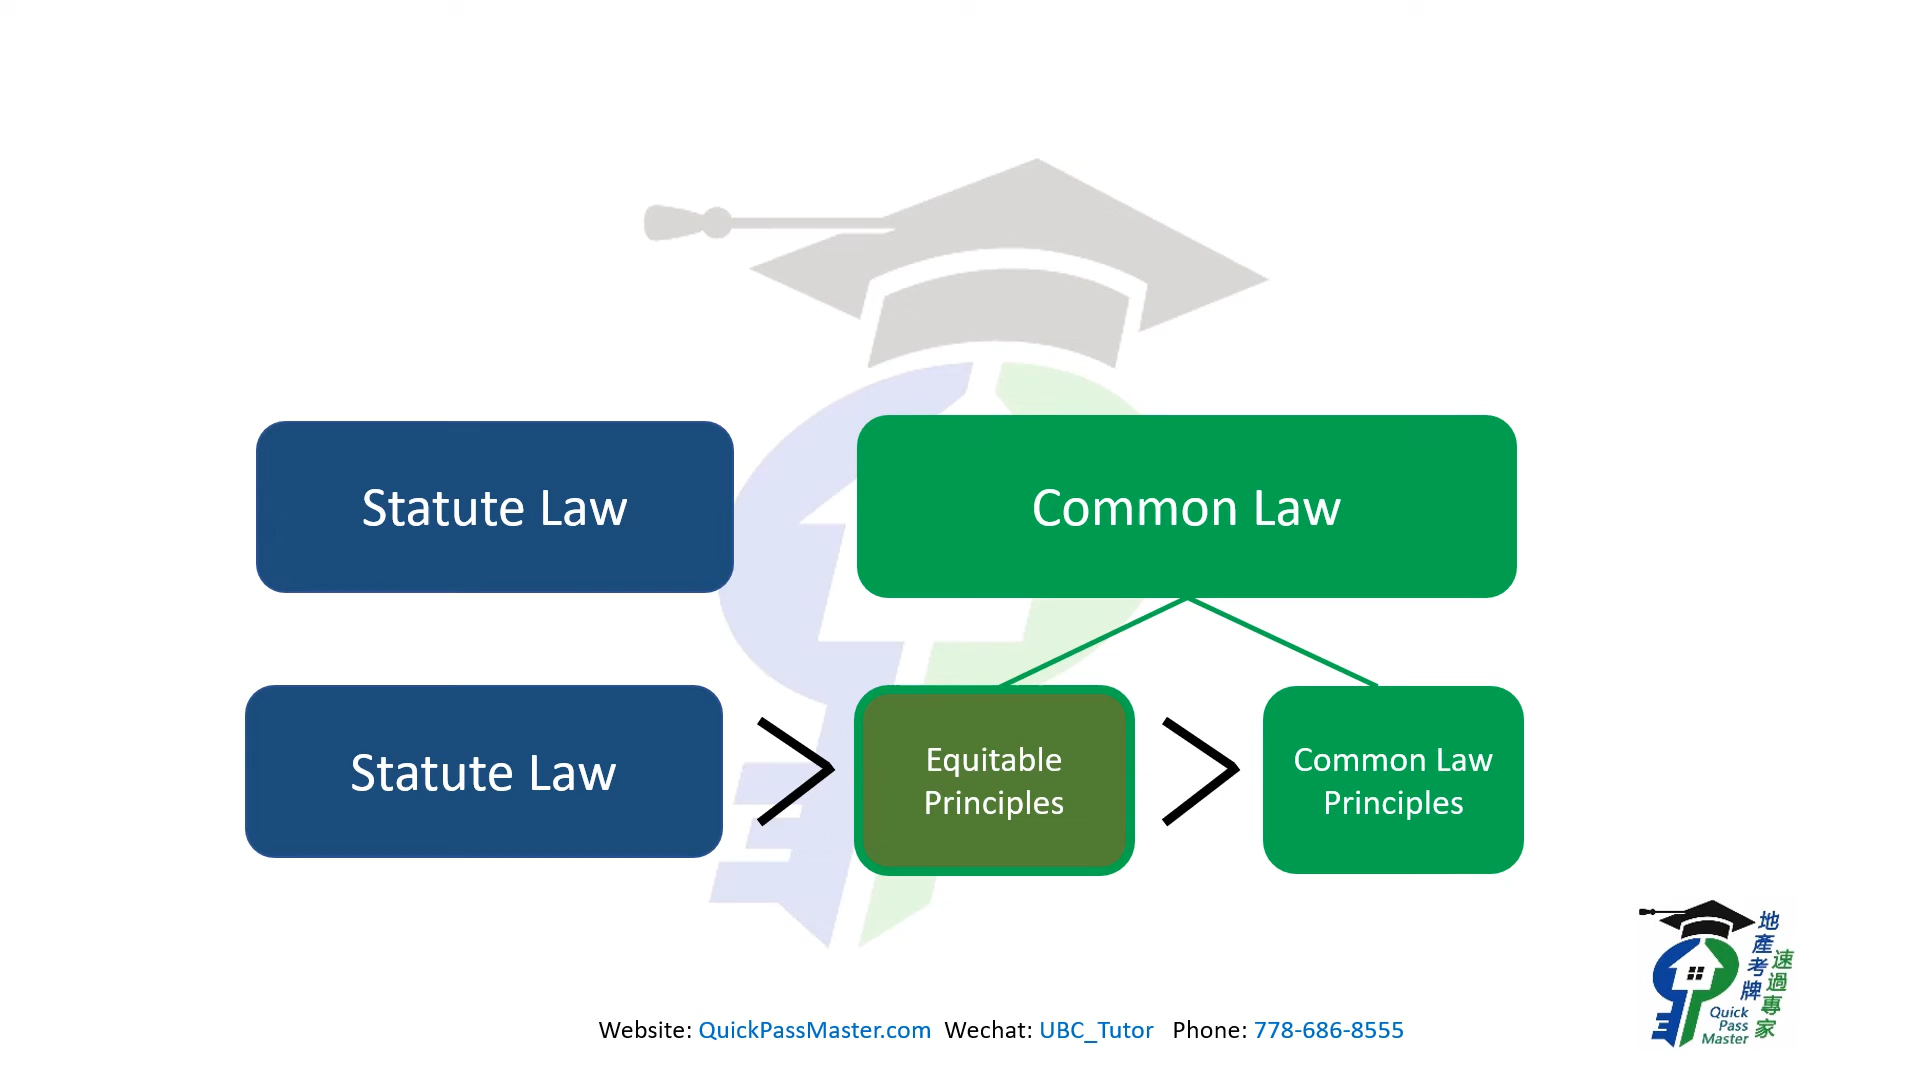 Statute Law
Common Law
Statute Law
Equitable
Principles
Common Law
Principles
地產考牌
速過專家
Quick
Pass
Master
Website: QuickPassMaster.com Wechat: UBC_Tutor Phone: 778-686-8555